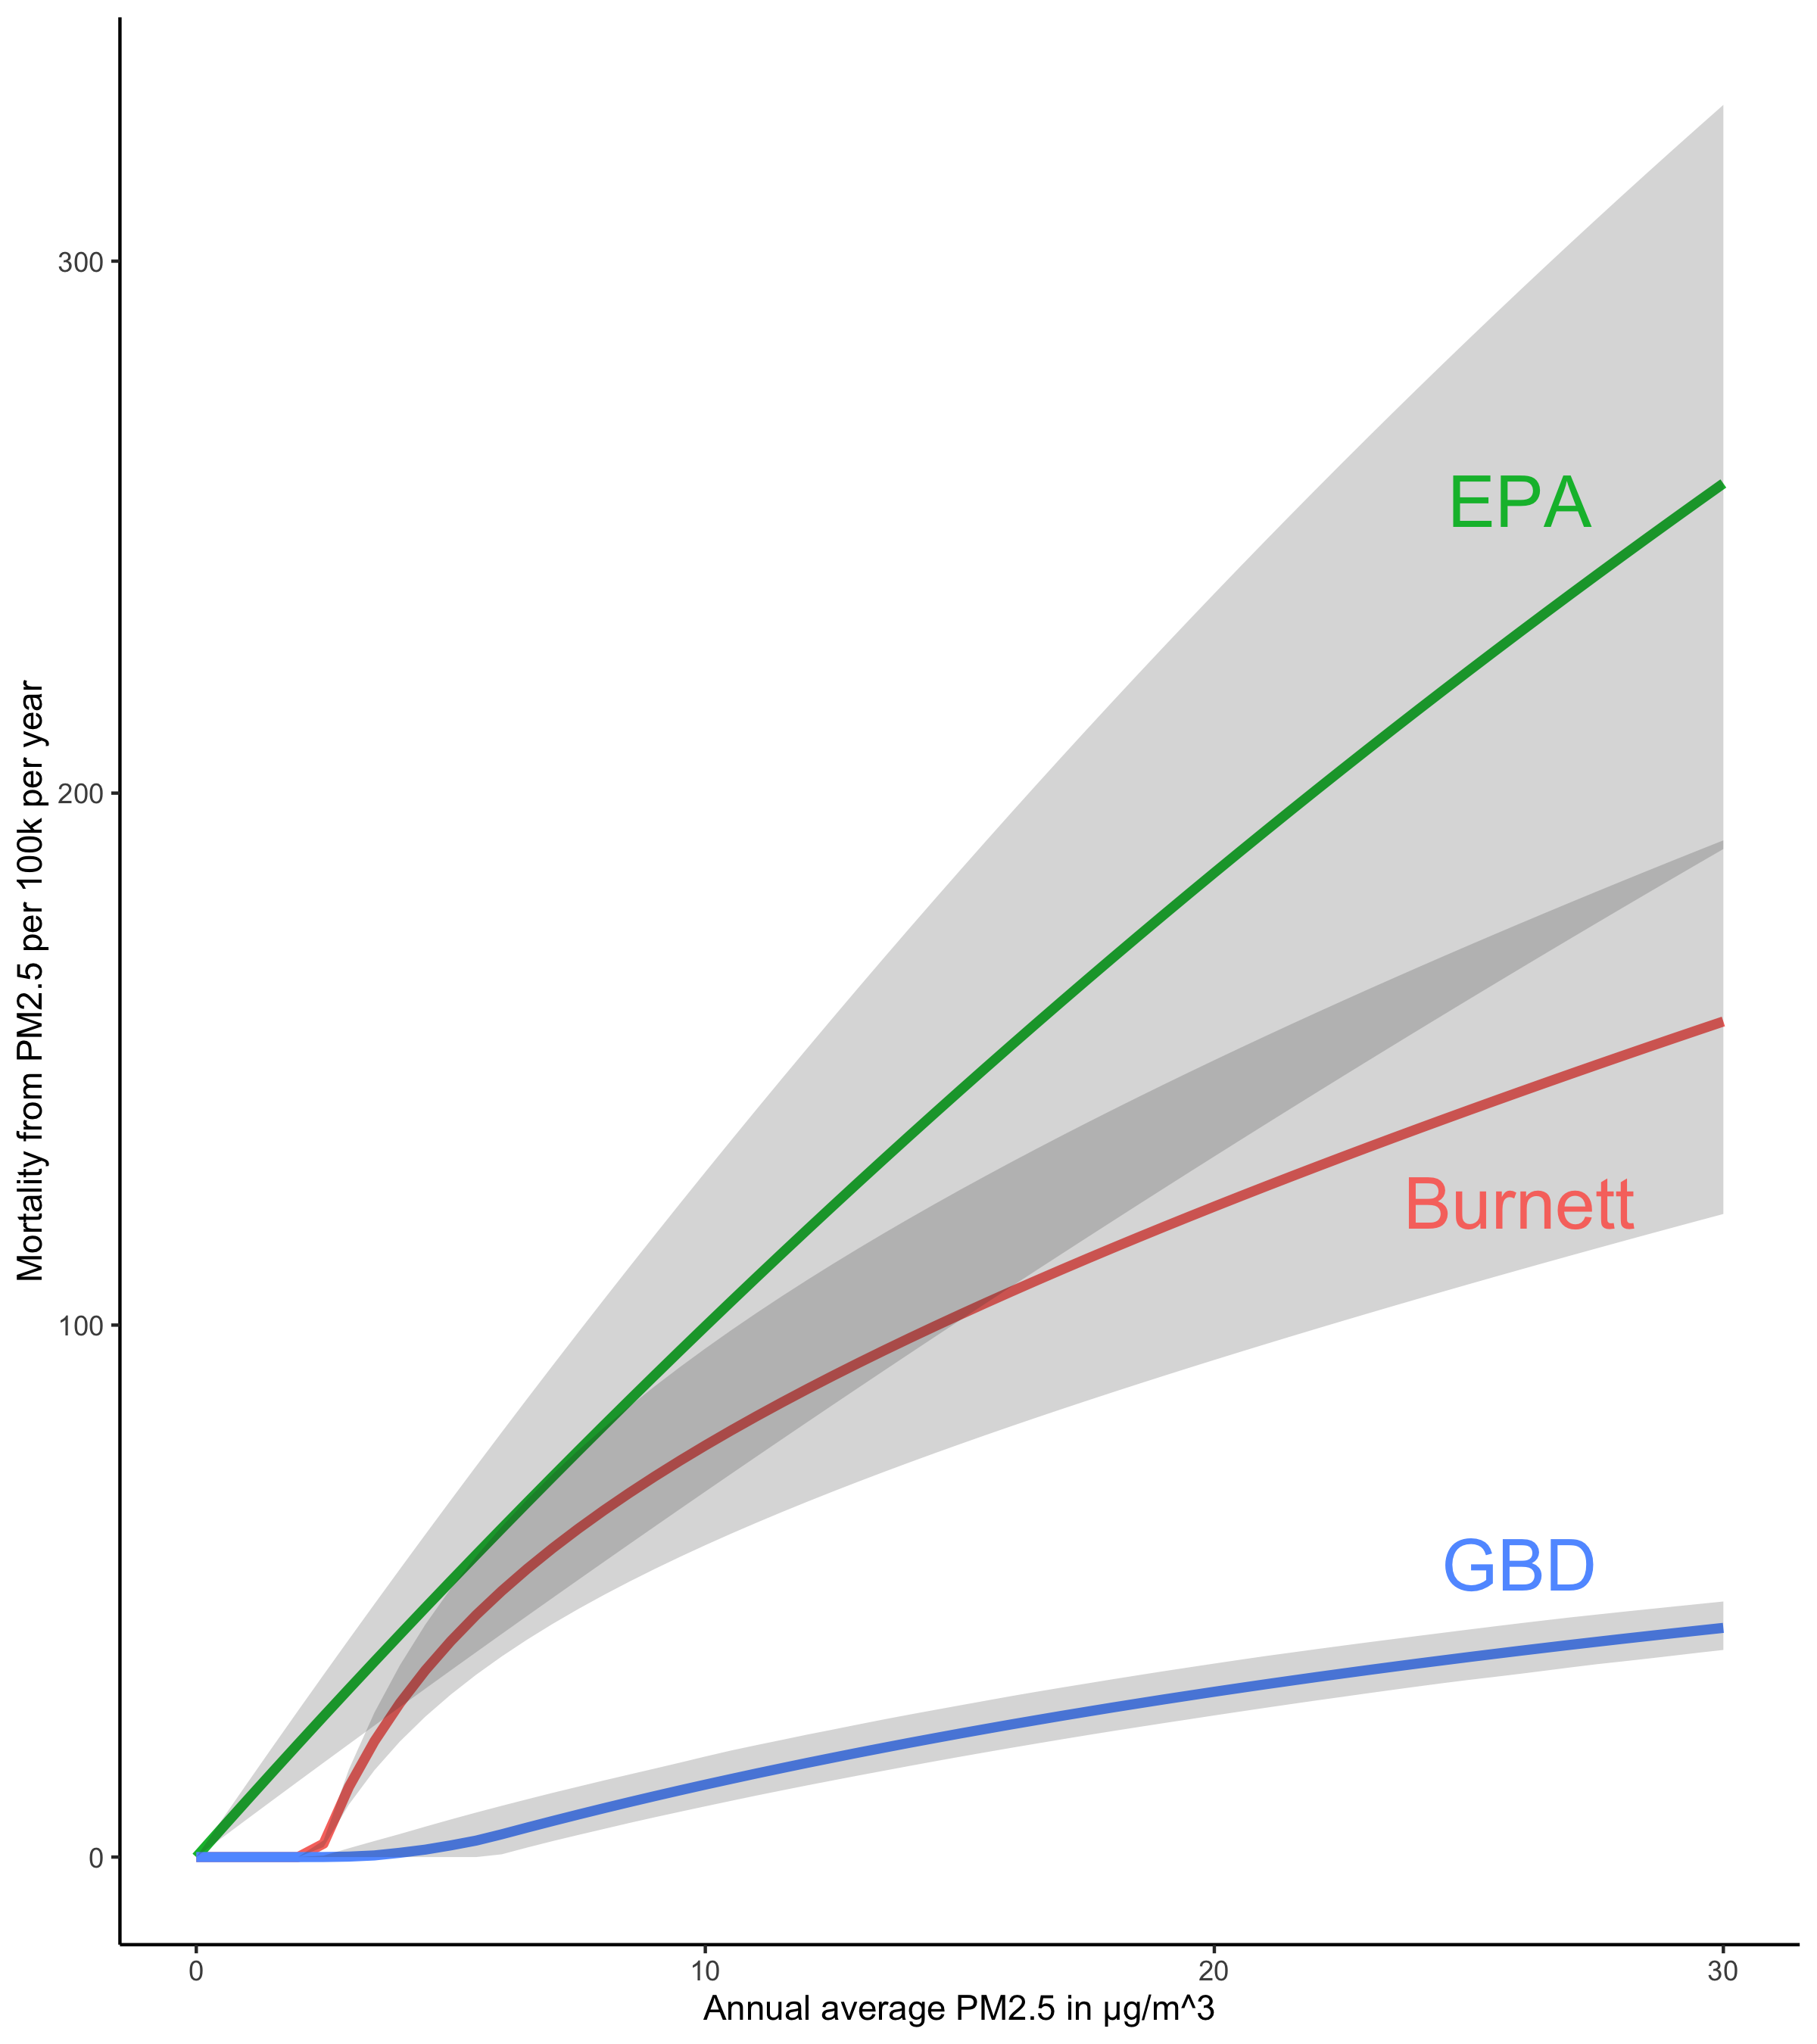 300
200
100
0
Mortality from PM2.5 per 100k per year
EPA
Burnett
GBD
0 10 20 30
Annual average PM2.5 in µg/m^3